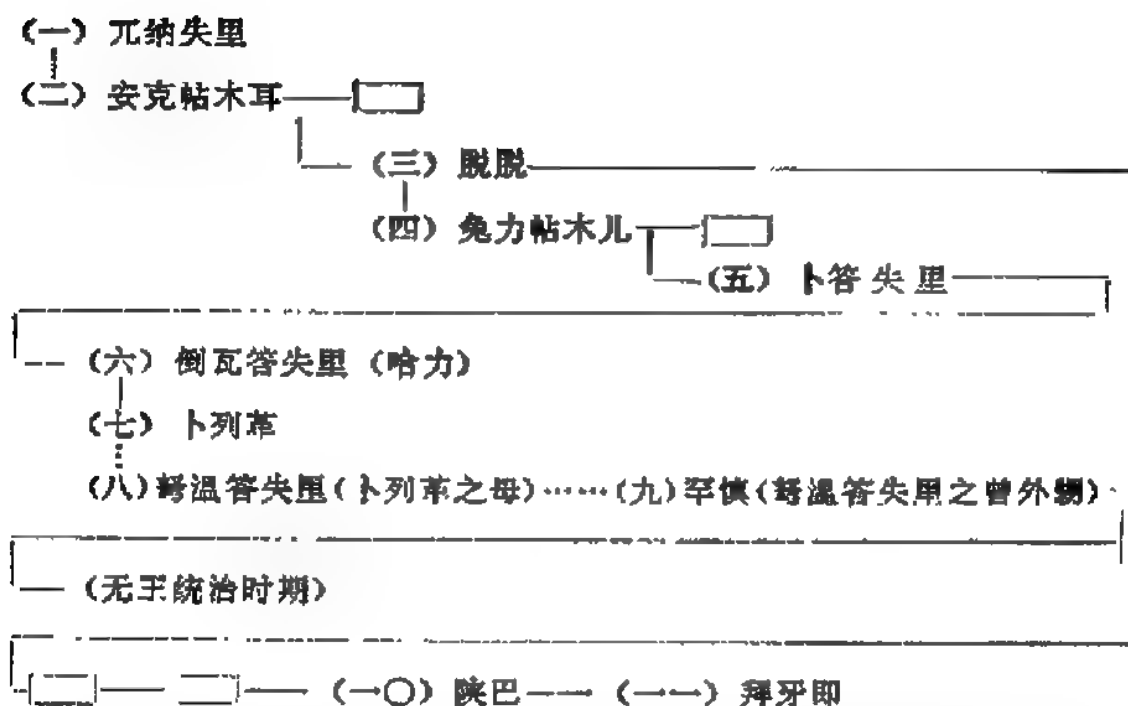 (一) 兀纳失里
(二) 安克帖木耳
(三) 脱脱
(四) 兔力帖木儿
(五) 卜答失里
(六) 倒瓦答失里 (哈力)
(七) 卜列革
(八) 弩温答失里(卜列革之母)……(九) 罕慎(弩温答失里之曾外甥)
(无王统治时期)
(一〇) 陕巴 (一一) 拜牙即